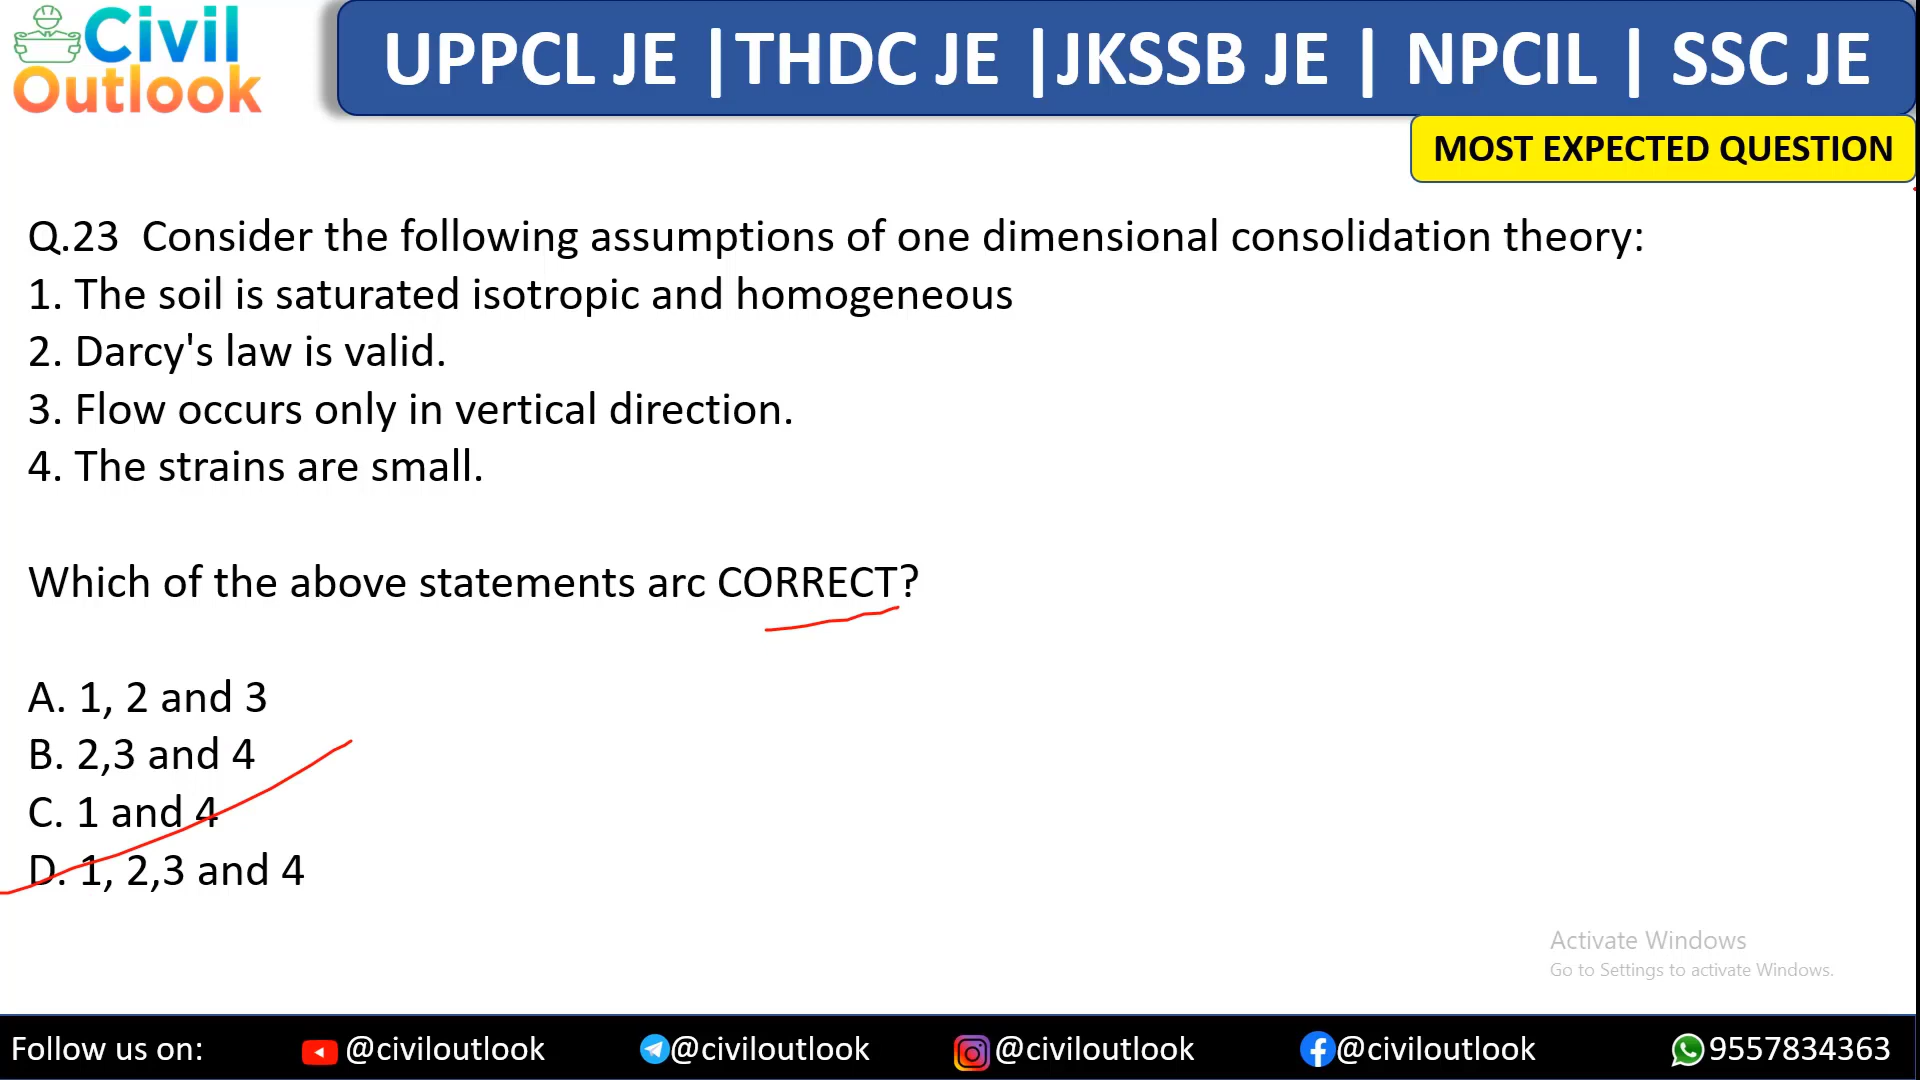 Civil
Outlook
UPPCL JE | THDC JE | JKSSB JE | NPCIL | SSC JE
MOST EXPECTED QUESTION
Q.23 Consider the following assumptions of one dimensional consolidation theory:
1. The soil is saturated isotropic and homogeneous
2. Darcy's law is valid.
3. Flow occurs only in vertical direction.
4. The strains are small.
Which of the above statements arc CORRECT?
A. 1, 2 and 3
B. 2,3 and 4
C. 1 and 4
D. 1, 2,3 and 4
Activate Windows
Go to Settings to activate Windows.
Follow us on: @civiloutlook @civiloutlook @civiloutlook @civiloutlook 9557834363